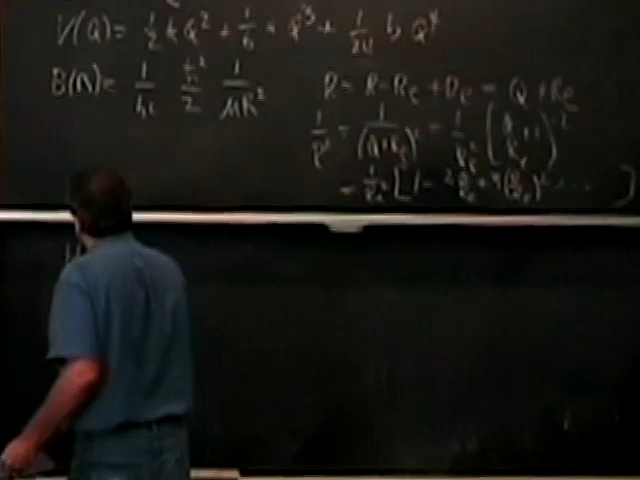 V(Q) = 1/2 k Q² + 1/6 a Q³ + 1/24 b Q⁴
B(R) = 1/hc ħ²/2 1/μR²
R = R - Re + Re = Q + Re
1/R² = 1/(Q+Re)² = 1/Re² (Q/Re + 1)⁻²
= 1/Re² [1 - 2 Q/Re + 3 (Q/Re)² ... ]
H